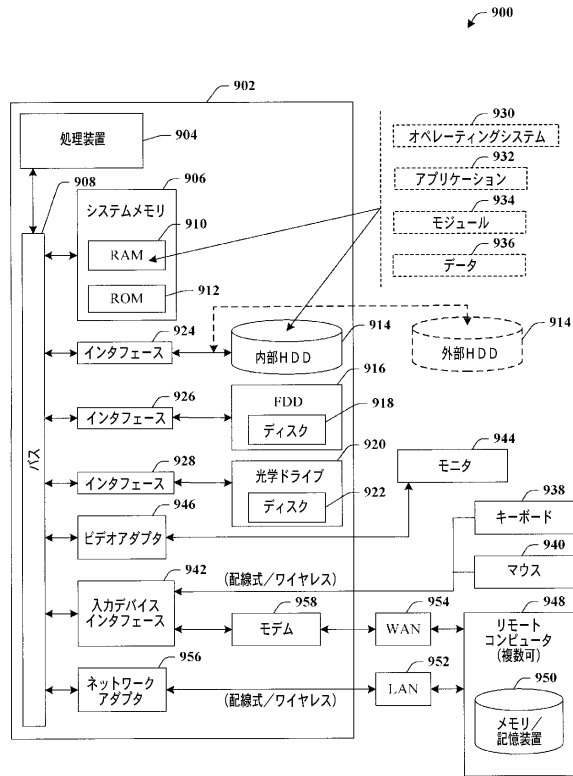 900
902
処理装置
904
908
906
システムメモリ
910
RAM
912
ROM
930
オペレーティングシステム
932
アプリケーション
934
モジュール
936
データ
924
インタフェース
内部HDD
914
外部HDD
914
916
926
インタフェース
FDD
918
ディスク
920
928
インタフェース
光学ドライブ
922
ディスク
944
モニタ
バス
946
ビデオアダプタ
938
キーボード
940
マウス
942
(配線式/ワイヤレス)
入力デバイス
インタフェース
958
モデム
954
WAN
948
リモート
コンピュータ
(複数可)
956
ネットワーク
アダプタ
(配線式/ワイヤレス)
952
LAN
950
メモリ/
記憶装置